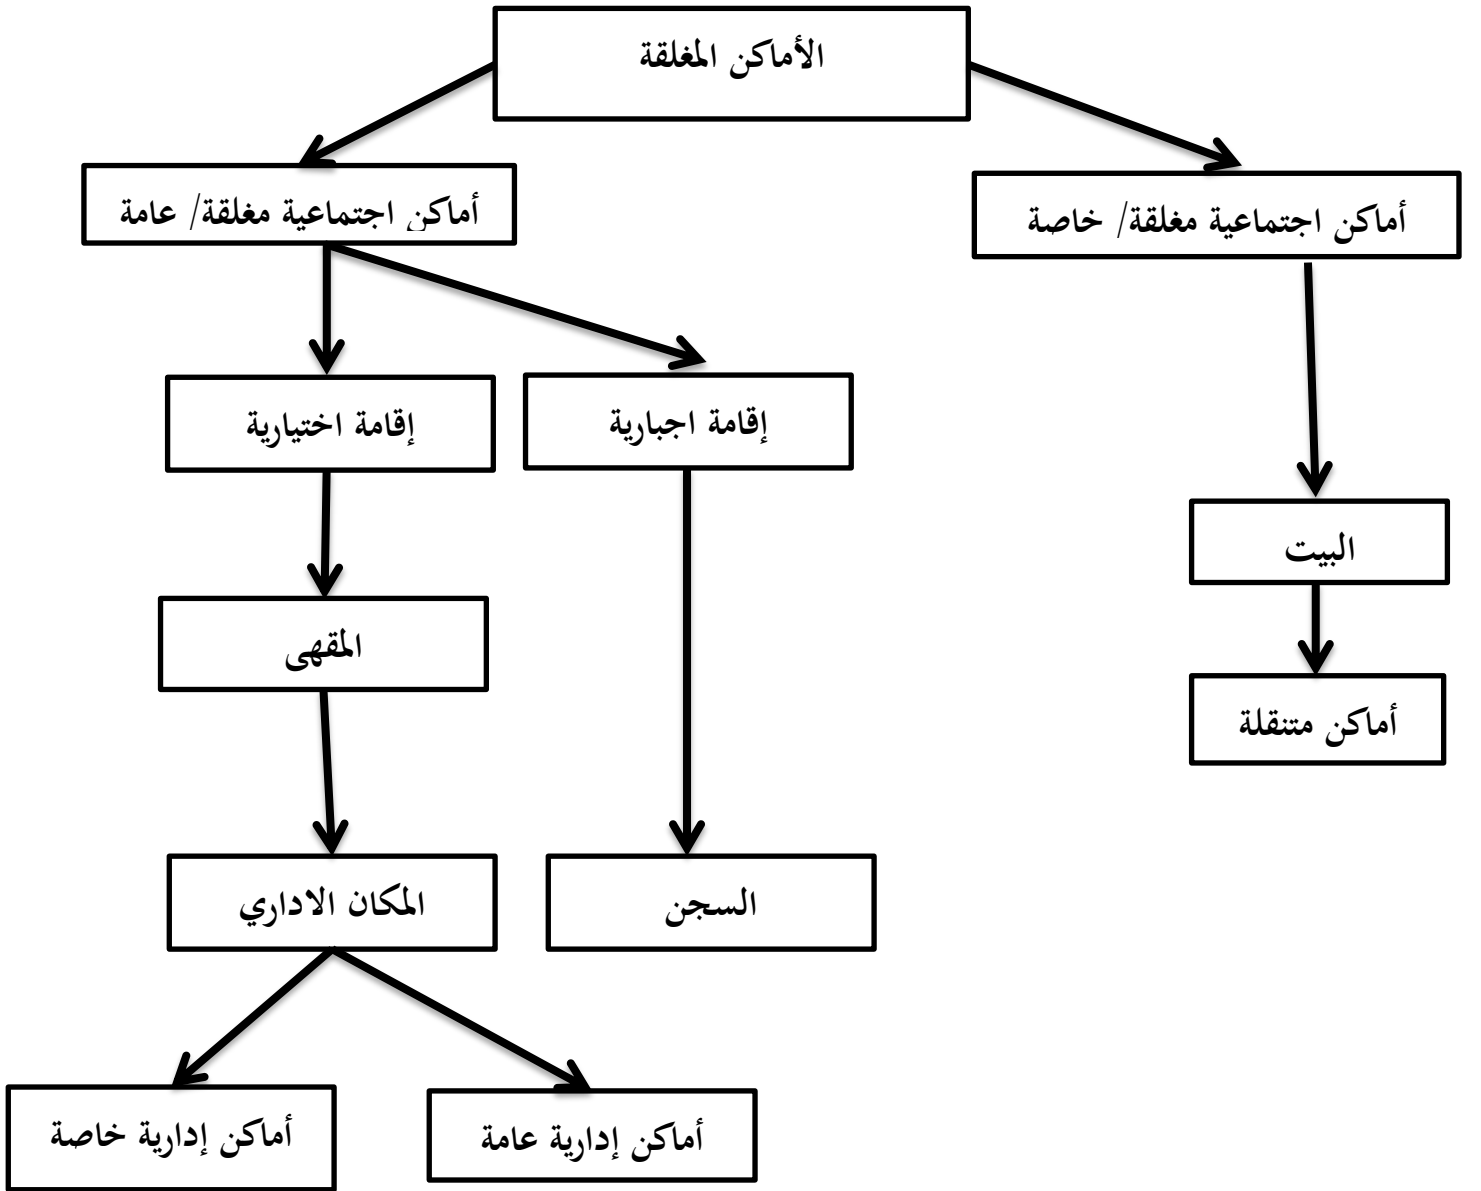 الأماكن المغلقة
أماكن اجتماعية مغلقة/ خاصة
أماكن اجتماعية مغلقة/ عامة
إقامة اجبارية
إقامة اختيارية
البيت
المقهى
أماكن متنقلة
السجن
المكان الاداري
أماكن إدارية عامة
أماكن إدارية خاصة